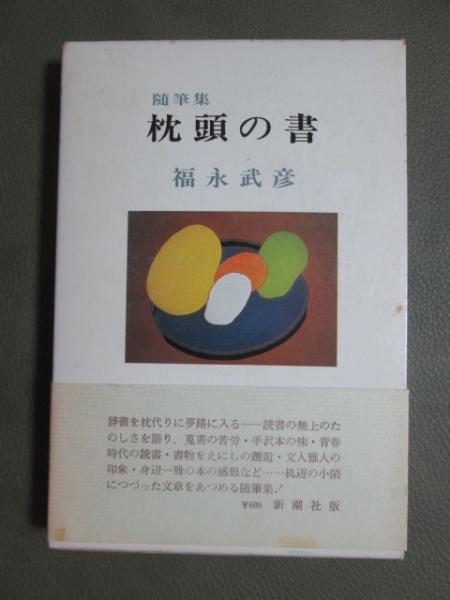 随筆集
枕頭の書
福永武彦
辞書を枕代りに夢路に入る――読書の無上のた
のしさを語り、蒐書の苦労・手沢本の味・青春
時代の読書・書物をえにしの邂逅・文人雅人の
印象・身辺一冊の本の感想など……机辺の小閑
につづった文章をあつめる随筆集！
¥600 新潮社版